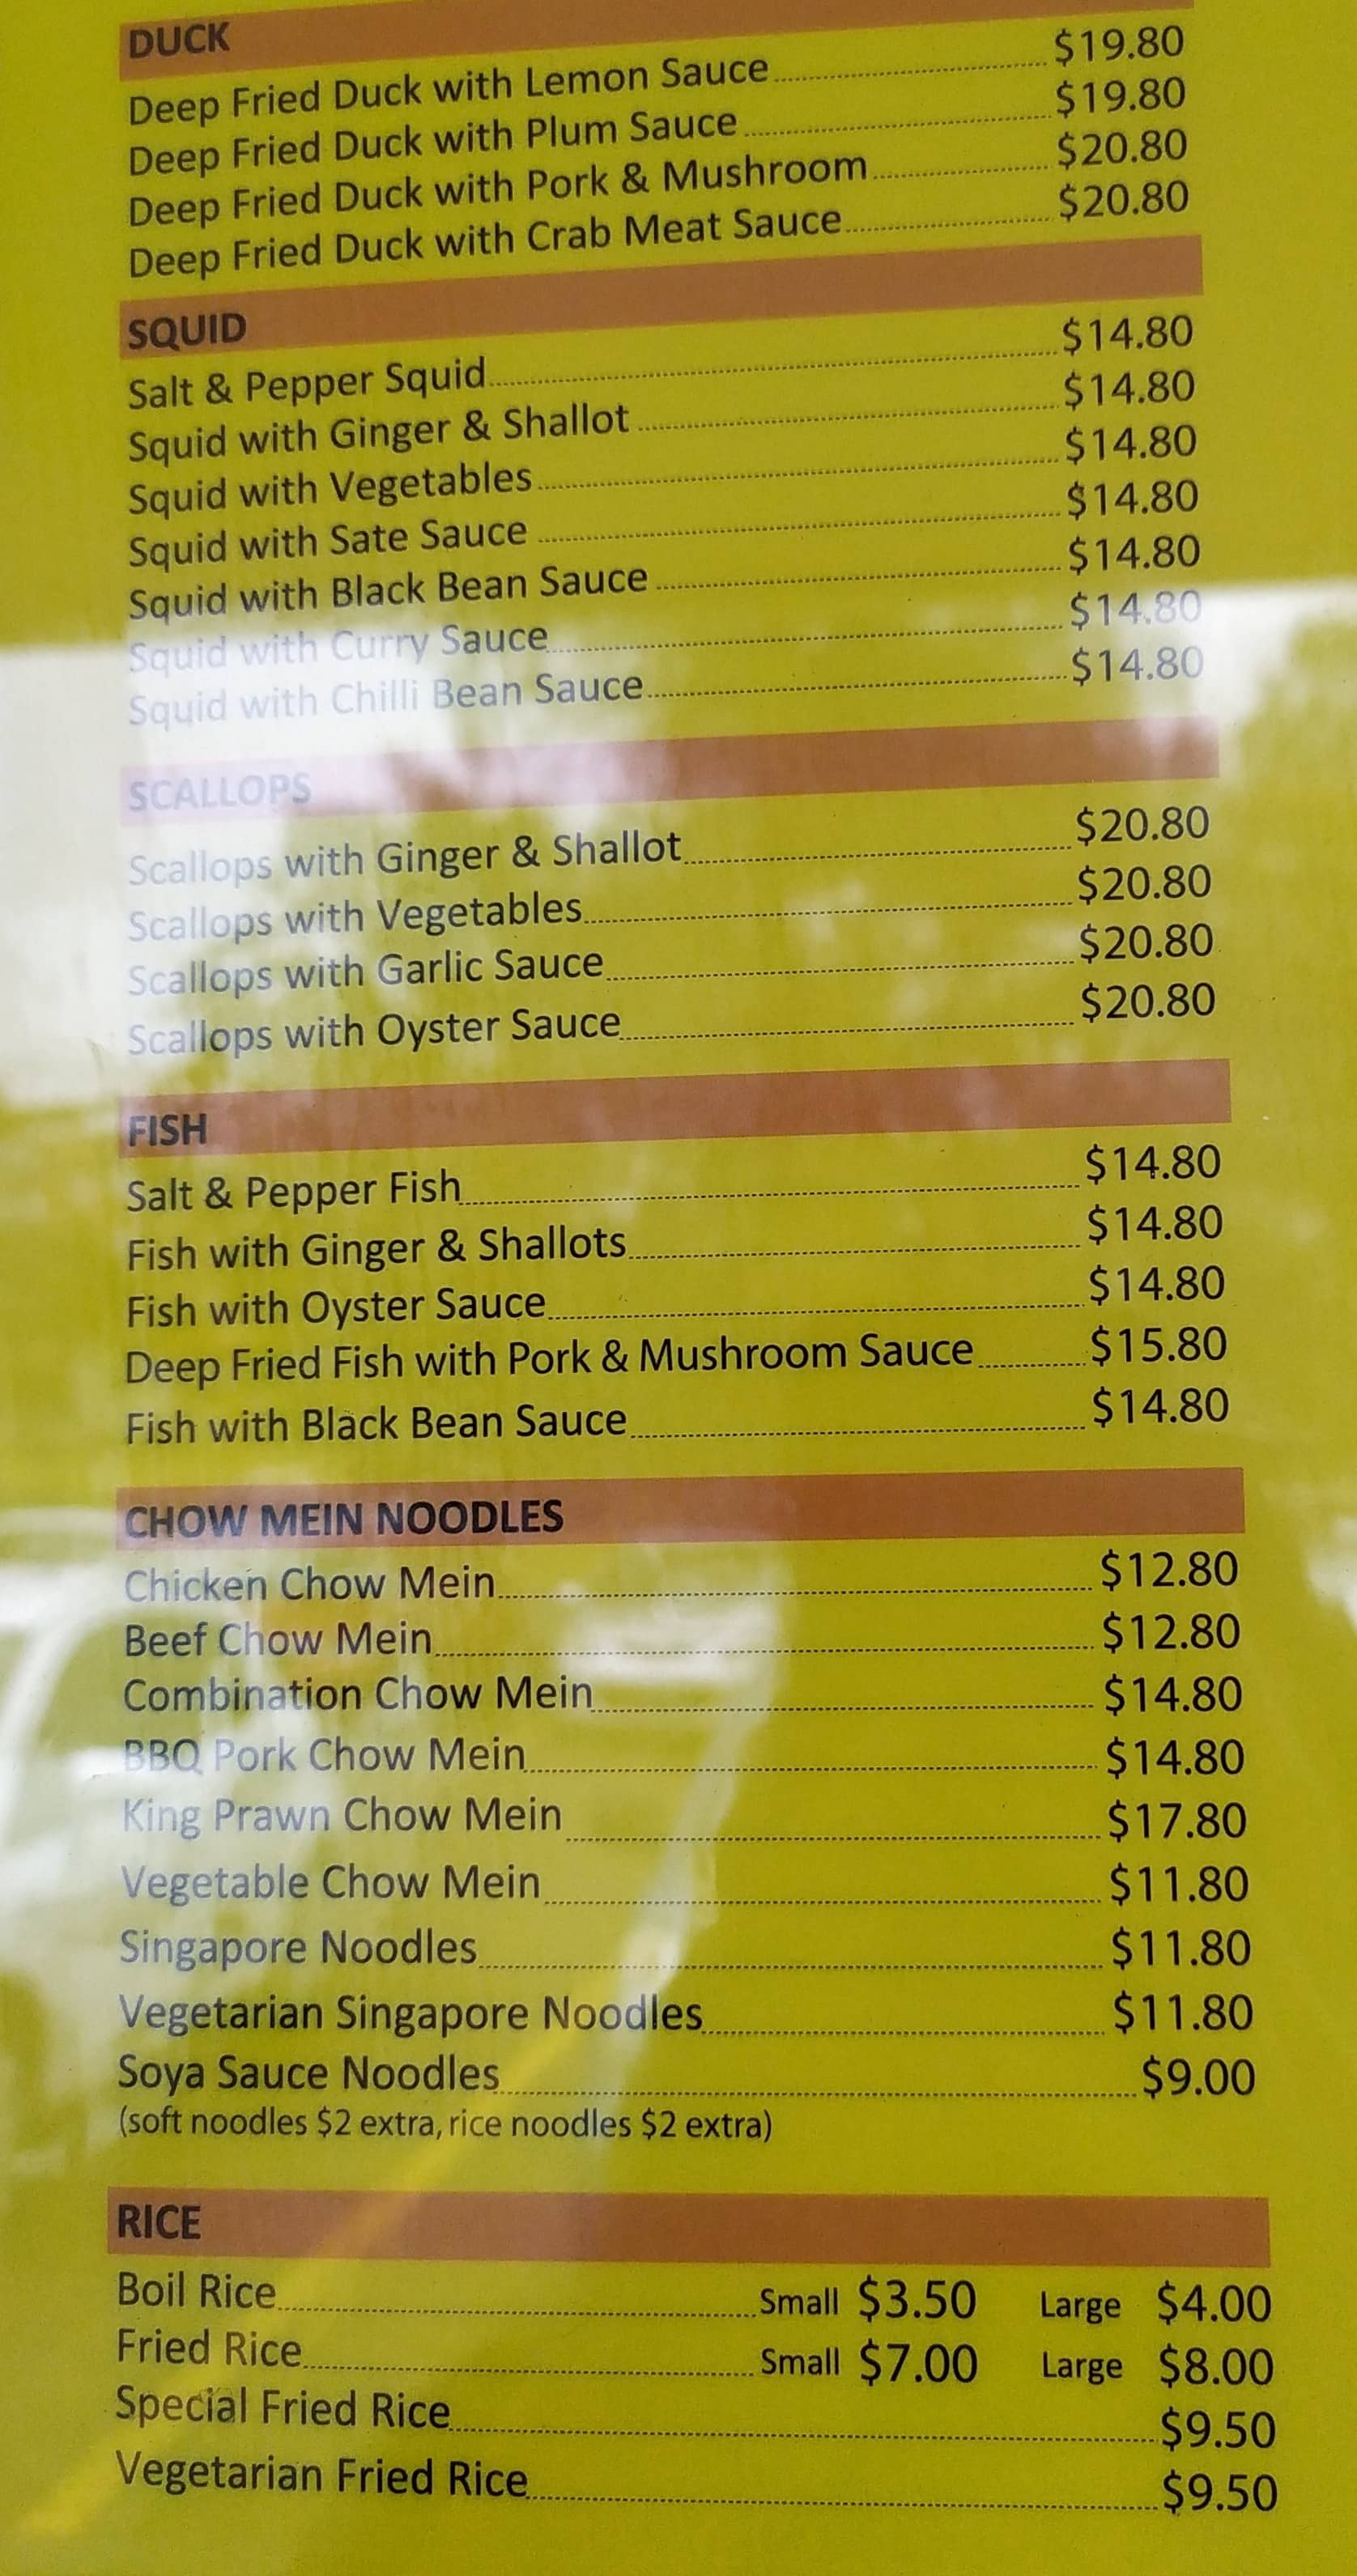 DUCK
Deep Fried Duck with Lemon Sauce $19.80
Deep Fried Duck with Plum Sauce $19.80
Deep Fried Duck with Pork & Mushroom $20.80
Deep Fried Duck with Crab Meat Sauce $20.80
SQUID
Salt & Pepper Squid $14.80
Squid with Ginger & Shallot $14.80
Squid with Vegetables $14.80
Squid with Sate Sauce $14.80
Squid with Black Bean Sauce $14.80
Squid with Curry Sauce $14.80
Squid with Chilli Bean Sauce $14.80
SCALLOPS
Scallops with Ginger & Shallot $20.80
Scallops with Vegetables $20.80
Scallops with Garlic Sauce $20.80
Scallops with Oyster Sauce $20.80
FISH
Salt & Pepper Fish $14.80
Fish with Ginger & Shallots $14.80
Fish with Oyster Sauce $14.80
Deep Fried Fish with Pork & Mushroom Sauce $15.80
Fish with Black Bean Sauce $14.80
CHOW MEIN NOODLES
Chicken Chow Mein $12.80
Beef Chow Mein $12.80
Combination Chow Mein $14.80
BBQ Pork Chow Mein $14.80
King Prawn Chow Mein $17.80
Vegetable Chow Mein $11.80
Singapore Noodles $11.80
Vegetarian Singapore Noodles $11.80
Soya Sauce Noodles $9.00
(soft noodles $2 extra, rice noodles $2 extra)
RICE
Boil Rice Small $3.50 Large $4.00
Fried Rice Small $7.00 Large $8.00
Special Fried Rice $9.50
Vegetarian Fried Rice $9.50